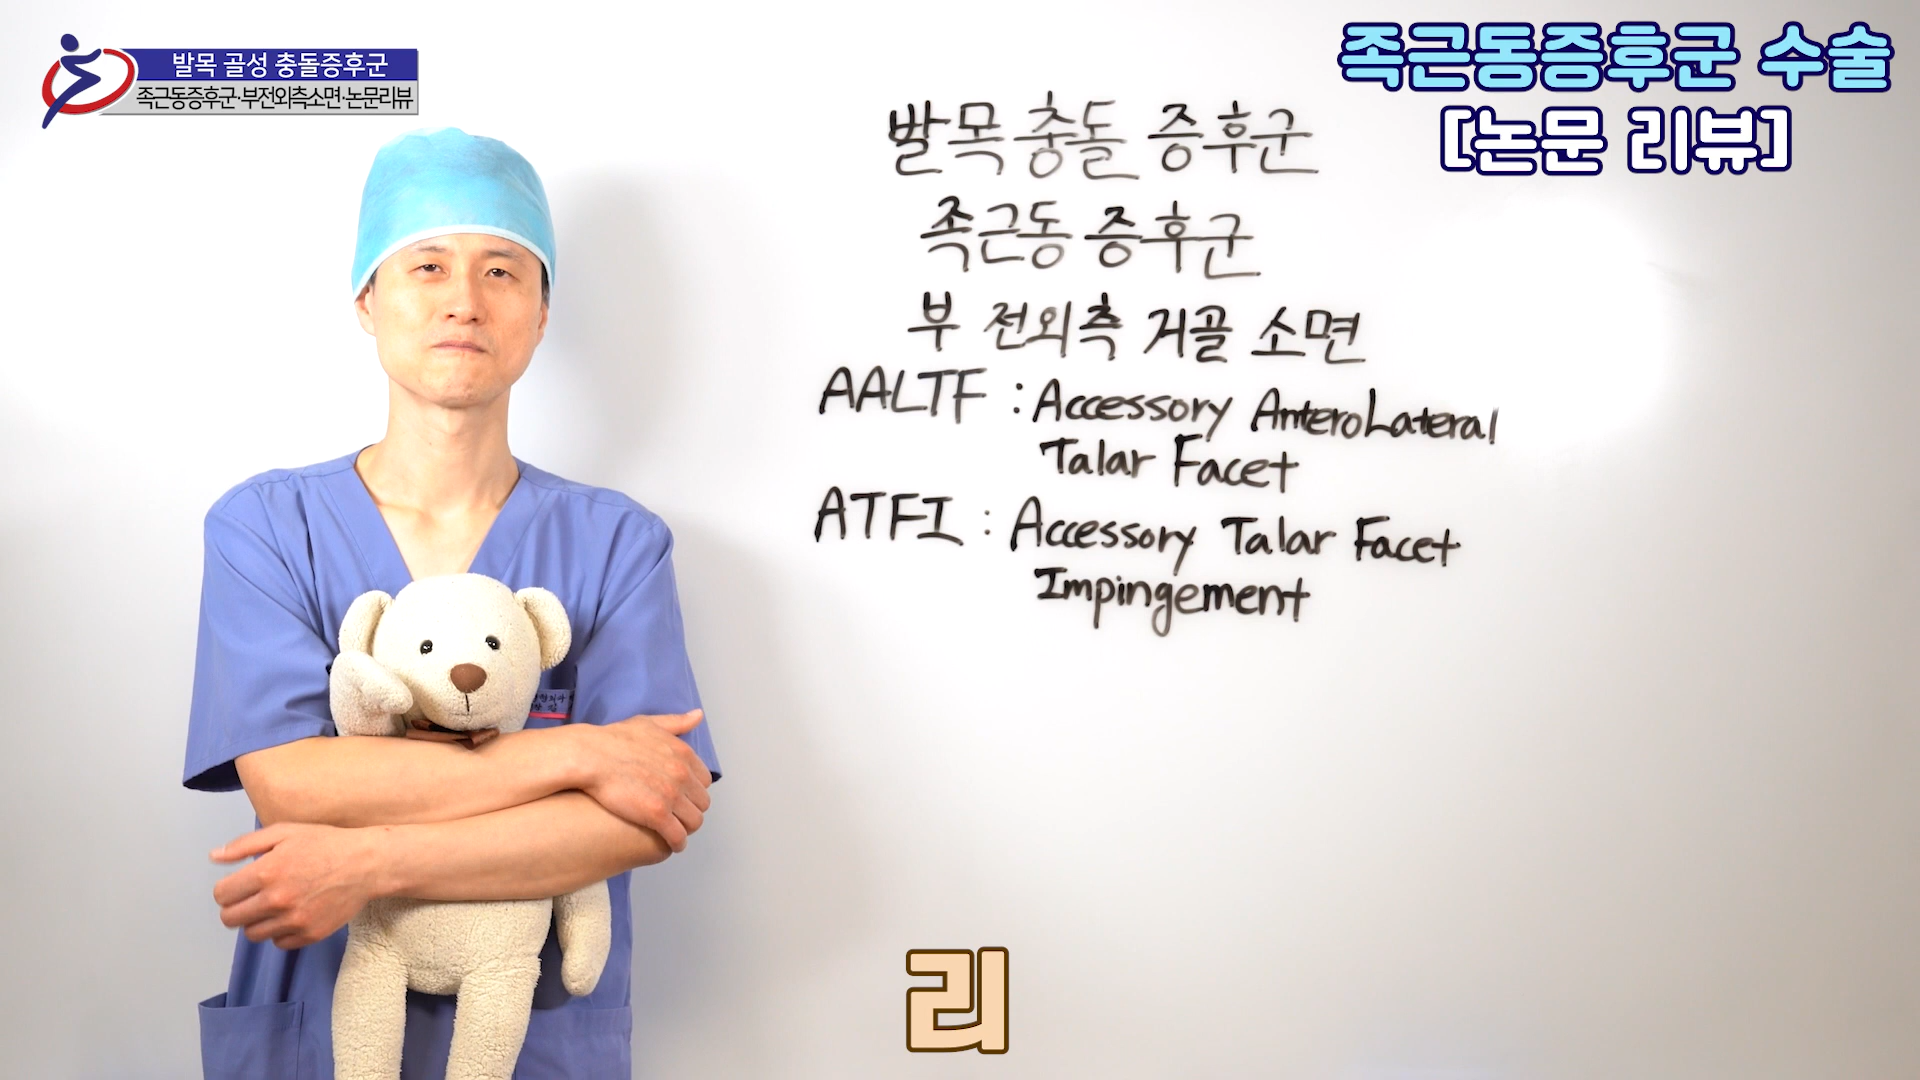 발목 골성 충돌증후군
족근동증후군·부전외측소면·논문리뷰
족근동증후군 수술
[논문 리뷰]
발목 충돌 증후군
족근동 증후군
부 전외측 거골 소면
AALTF : Accessory AnteroLateral
Talar Facet
ATFI : Accessory Talar Facet
Impingement
리